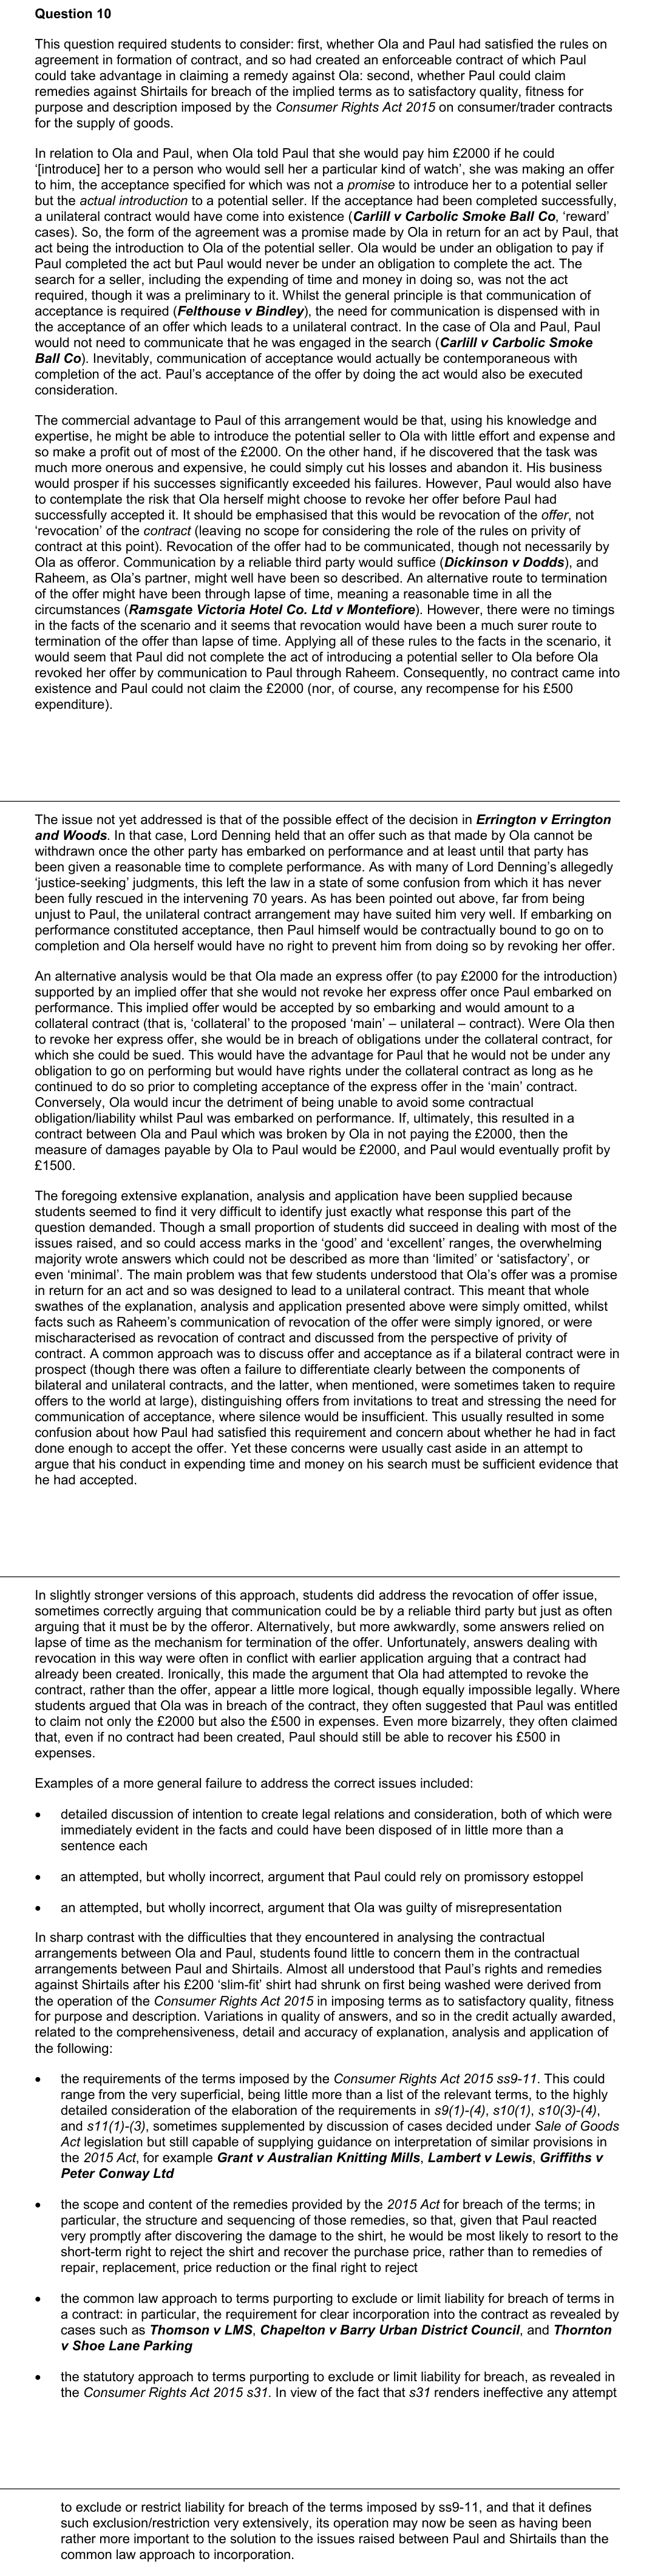 Question 10
This question required students to consider: first, whether Ola and Paul had satisfied the rules on
agreement in formation of contract, and so had created an enforceable contract of which Paul
could take advantage in claiming a remedy against Ola: second, whether Paul could claim
remedies against Shirtails for breach of the implied terms as to satisfactory quality, fitness for
purpose and description imposed by the Consumer Rights Act 2015 on consumer/trader contracts
for the supply of goods.
In relation to Ola and Paul, when Ola told Paul that she would pay him £2000 if he could
‘[introduce] her to a person who would sell her a particular kind of watch’, she was making an offer
to him, the acceptance specified for which was not a promise to introduce her to a potential seller
but the actual introduction to a potential seller. If the acceptance had been completed successfully,
a unilateral contract would have come into existence (Carlill v Carbolic Smoke Ball Co, ‘reward’
cases). So, the form of the agreement was a promise made by Ola in return for an act by Paul, that
act being the introduction to Ola of the potential seller. Ola would be under an obligation to pay if
Paul completed the act but Paul would never be under an obligation to complete the act. The
search for a seller, including the expending of time and money in doing so, was not the act
required, though it was a preliminary to it. Whilst the general principle is that communication of
acceptance is required (Felthouse v Bindley), the need for communication is dispensed with in
the acceptance of an offer which leads to a unilateral contract. In the case of Ola and Paul, Paul
would not need to communicate that he was engaged in the search (Carlill v Carbolic Smoke
Ball Co). Inevitably, communication of acceptance would actually be contemporaneous with
completion of the act. Paul’s acceptance of the offer by doing the act would also be executed
consideration.
The commercial advantage to Paul of this arrangement would be that, using his knowledge and
expertise, he might be able to introduce the potential seller to Ola with little effort and expense and
so make a profit out of most of the £2000. On the other hand, if he discovered that the task was
much more onerous and expensive, he could simply cut his losses and abandon it. His business
would prosper if his successes significantly exceeded his failures. However, Paul would also have
to contemplate the risk that Ola herself might choose to revoke her offer before Paul had
successfully accepted it. It should be emphasised that this would be revocation of the offer, not
‘revocation’ of the contract (leaving no scope for considering the role of the rules on privity of
contract at this point). Revocation of the offer had to be communicated, though not necessarily by
Ola as offeror. Communication by a reliable third party would suffice (Dickinson v Dodds), and
Raheem, as Ola’s partner, might well have been so described. An alternative route to termination
of the offer might have been through lapse of time, meaning a reasonable time in all the
circumstances (Ramsgate Victoria Hotel Co. Ltd v Montefiore). However, there were no timings
in the facts of the scenario and it seems that revocation would have been a much surer route to
termination of the offer than lapse of time. Applying all of these rules to the facts in the scenario, it
would seem that Paul did not complete the act of introducing a potential seller to Ola before Ola
revoked her offer by communication to Paul through Raheem. Consequently, no contract came into
existence and Paul could not claim the £2000 (nor, of course, any recompense for his £500
expenditure).
The issue not yet addressed is that of the possible effect of the decision in Errington v Errington
and Woods. In that case, Lord Denning held that an offer such as that made by Ola cannot be
withdrawn once the other party has embarked on performance and at least until that party has
been given a reasonable time to complete performance. As with many of Lord Denning’s allegedly
‘justice-seeking’ judgments, this left the law in a state of some confusion from which it has never
been fully rescued in the intervening 70 years. As has been pointed out above, far from being
unjust to Paul, the unilateral contract arrangement may have suited him very well. If embarking on
performance constituted acceptance, then Paul himself would be contractually bound to go on to
completion and Ola herself would have no right to prevent him from doing so by revoking her offer.
An alternative analysis would be that Ola made an express offer (to pay £2000 for the introduction)
supported by an implied offer that she would not revoke her express offer once Paul embarked on
performance. This implied offer would be accepted by so embarking and would amount to a
collateral contract (that is, ‘collateral’ to the proposed ‘main’ – unilateral – contract). Were Ola then
to revoke her express offer, she would be in breach of obligations under the collateral contract, for
which she could be sued. This would have the advantage for Paul that he would not be under any
obligation to go on performing but would have rights under the collateral contract as long as he
continued to do so prior to completing acceptance of the express offer in the ‘main’ contract.
Conversely, Ola would incur the detriment of being unable to avoid some contractual
obligation/liability whilst Paul was embarked on performance. If, ultimately, this resulted in a
contract between Ola and Paul which was broken by Ola in not paying the £2000, then the
measure of damages payable by Ola to Paul would be £2000, and Paul would eventually profit by
£1500.
The foregoing extensive explanation, analysis and application have been supplied because
students seemed to find it very difficult to identify just exactly what response this part of the
question demanded. Though a small proportion of students did succeed in dealing with most of the
issues raised, and so could access marks in the ‘good’ and ‘excellent’ ranges, the overwhelming
majority wrote answers which could not be described as more than ‘limited’ or ‘satisfactory’, or
even ‘minimal’. The main problem was that few students understood that Ola’s offer was a promise
in return for an act and so was designed to lead to a unilateral contract. This meant that whole
swathes of the explanation, analysis and application presented above were simply omitted, whilst
facts such as Raheem’s communication of revocation of the offer were simply ignored, or were
mischaracterised as revocation of contract and discussed from the perspective of privity of
contract. A common approach was to discuss offer and acceptance as if a bilateral contract were in
prospect (though there was often a failure to differentiate clearly between the components of
bilateral and unilateral contracts, and the latter, when mentioned, were sometimes taken to require
offers to the world at large), distinguishing offers from invitations to treat and stressing the need for
communication of acceptance, where silence would be insufficient. This usually resulted in some
confusion about how Paul had satisfied this requirement and concern about whether he had in fact
done enough to accept the offer. Yet these concerns were usually cast aside in an attempt to
argue that his conduct in expending time and money on his search must be sufficient evidence that
he had accepted.
In slightly stronger versions of this approach, students did address the revocation of offer issue,
sometimes correctly arguing that communication could be by a reliable third party but just as often
arguing that it must be by the offeror. Alternatively, but more awkwardly, some answers relied on
lapse of time as the mechanism for termination of the offer. Unfortunately, answers dealing with
revocation in this way were often in conflict with earlier application arguing that a contract had
already been created. Ironically, this made the argument that Ola had attempted to revoke the
contract, rather than the offer, appear a little more logical, though equally impossible legally. Where
students argued that Ola was in breach of the contract, they often suggested that Paul was entitled
to claim not only the £2000 but also the £500 in expenses. Even more bizarrely, they often claimed
that, even if no contract had been created, Paul should still be able to recover his £500 in
expenses.
Examples of a more general failure to address the correct issues included:
• detailed discussion of intention to create legal relations and consideration, both of which were
immediately evident in the facts and could have been disposed of in little more than a
sentence each
• an attempted, but wholly incorrect, argument that Paul could rely on promissory estoppel
• an attempted, but wholly incorrect, argument that Ola was guilty of misrepresentation
In sharp contrast with the difficulties that they encountered in analysing the contractual
arrangements between Ola and Paul, students found little to concern them in the contractual
arrangements between Paul and Shirtails. Almost all understood that Paul’s rights and remedies
against Shirtails after his £200 ‘slim-fit’ shirt had shrunk on first being washed were derived from
the operation of the Consumer Rights Act 2015 in imposing terms as to satisfactory quality, fitness
for purpose and description. Variations in quality of answers, and so in the credit actually awarded,
related to the comprehensiveness, detail and accuracy of explanation, analysis and application of
the following:
• the requirements of the terms imposed by the Consumer Rights Act 2015 ss9-11. This could
range from the very superficial, being little more than a list of the relevant terms, to the highly
detailed consideration of the elaboration of the requirements in s9(1)-(4), s10(1), s10(3)-(4),
and s11(1)-(3), sometimes supplemented by discussion of cases decided under Sale of Goods
Act legislation but still capable of supplying guidance on interpretation of similar provisions in
the 2015 Act, for example Grant v Australian Knitting Mills, Lambert v Lewis, Griffiths v
Peter Conway Ltd
• the scope and content of the remedies provided by the 2015 Act for breach of the terms; in
particular, the structure and sequencing of those remedies, so that, given that Paul reacted
very promptly after discovering the damage to the shirt, he would be most likely to resort to the
short-term right to reject the shirt and recover the purchase price, rather than to remedies of
repair, replacement, price reduction or the final right to reject
• the common law approach to terms purporting to exclude or limit liability for breach of terms in
a contract: in particular, the requirement for clear incorporation into the contract as revealed by
cases such as Thomson v LMS, Chapelton v Barry Urban District Council, and Thornton
v Shoe Lane Parking
• the statutory approach to terms purporting to exclude or limit liability for breach, as revealed in
the Consumer Rights Act 2015 s31. In view of the fact that s31 renders ineffective any attempt
to exclude or restrict liability for breach of the terms imposed by ss9-11, and that it defines
such exclusion/restriction very extensively, its operation may now be seen as having been
rather more important to the solution to the issues raised between Paul and Shirtails than the
common law approach to incorporation.